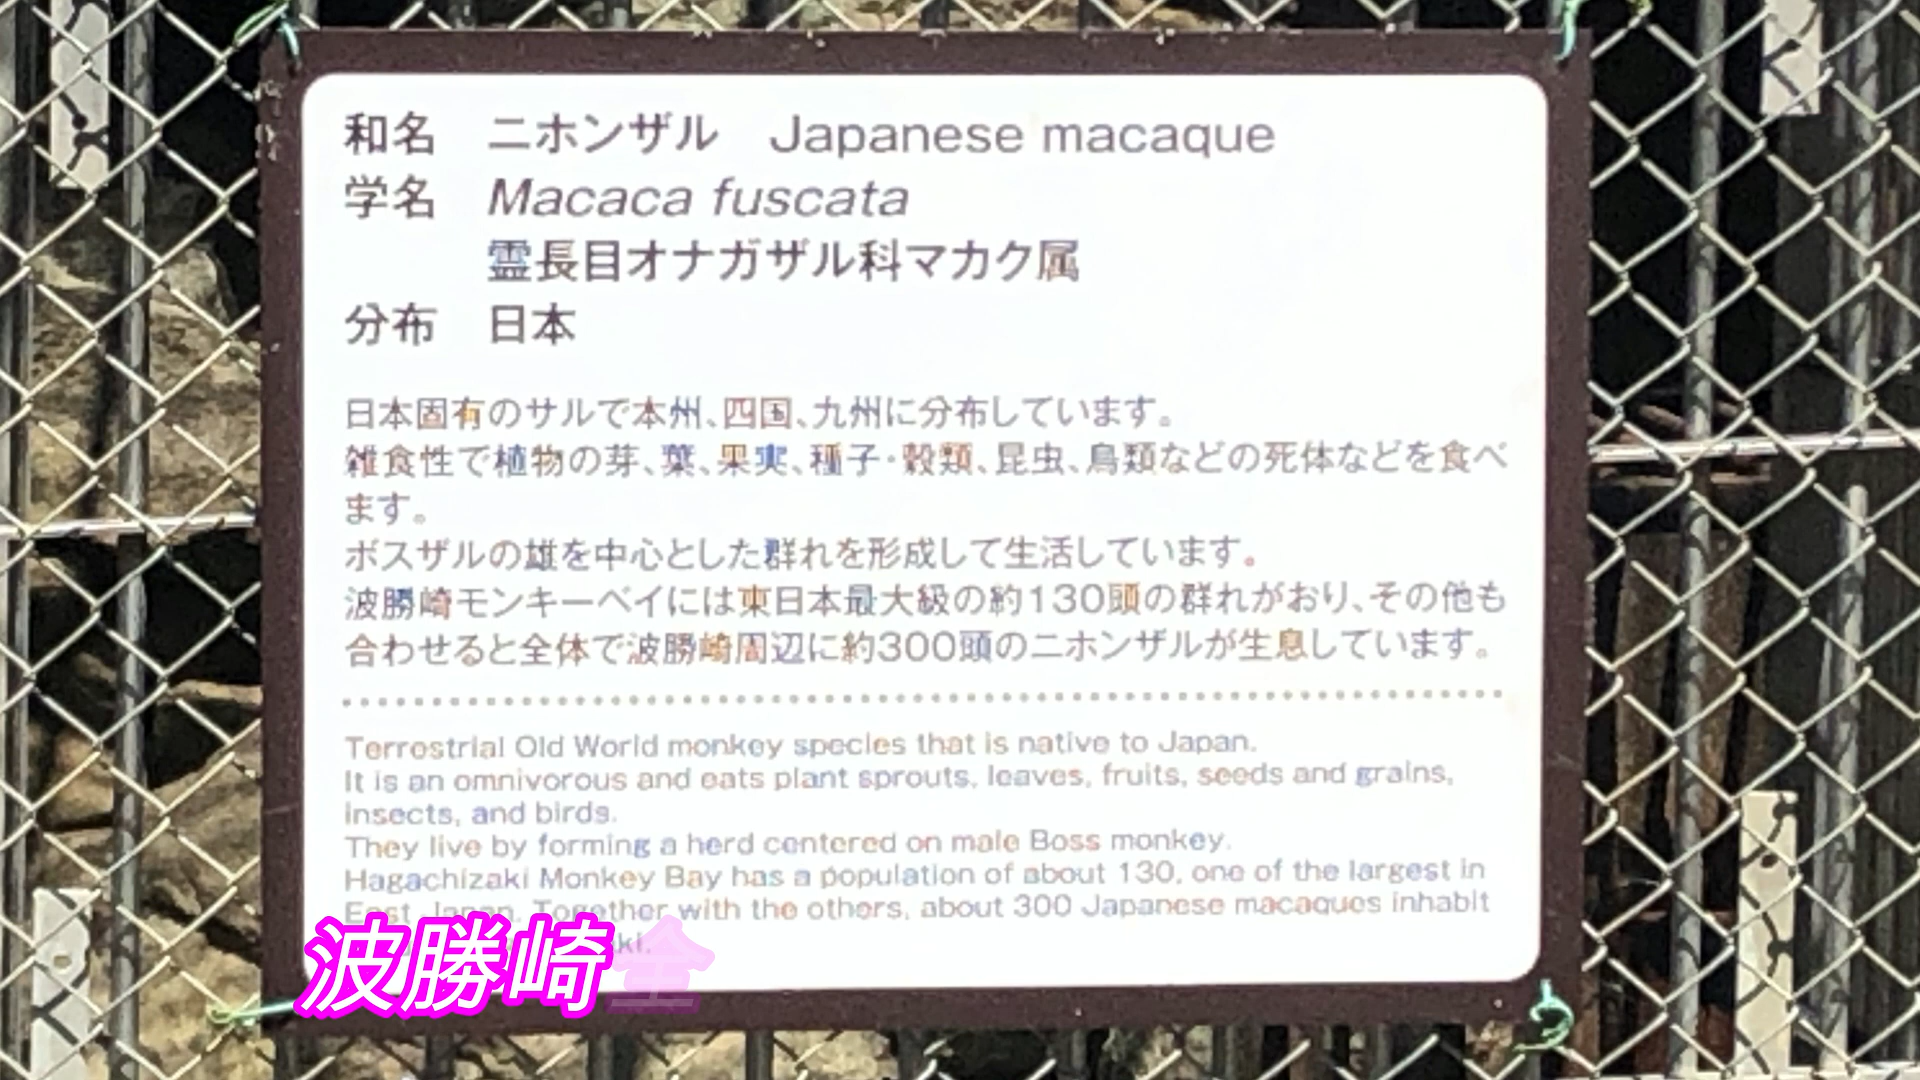 和名 ニホンザル Japanese macaque
学名 Macaca fuscata
霊長目オナガザル科マカク属
分布 日本
日本固有のサルで本州、四国、九州に分布しています。
雑食性で植物の芽、葉、果実、種子・穀類、昆虫、鳥類などの死体などを食べ
ます。
ボスザルの雄を中心とした群れを形成して生活しています。
波勝崎モンキーベイには東日本最大級の約130頭の群れがおり、その他も
合わせると全体で波勝崎周辺に約300頭のニホンザルが生息しています。
Terrestrial Old World monkey species that is native to Japan.
It is an omnivorous and eats plant sprouts, leaves, fruits, seeds and grains,
insects, and birds.
They live by forming a herd centered on male Boss monkey.
Hagachizaki Monkey Bay has a population of about 130, one of the largest in
East Japan. Together with the others, about 300 Japanese macaques inhabit
波勝崎全